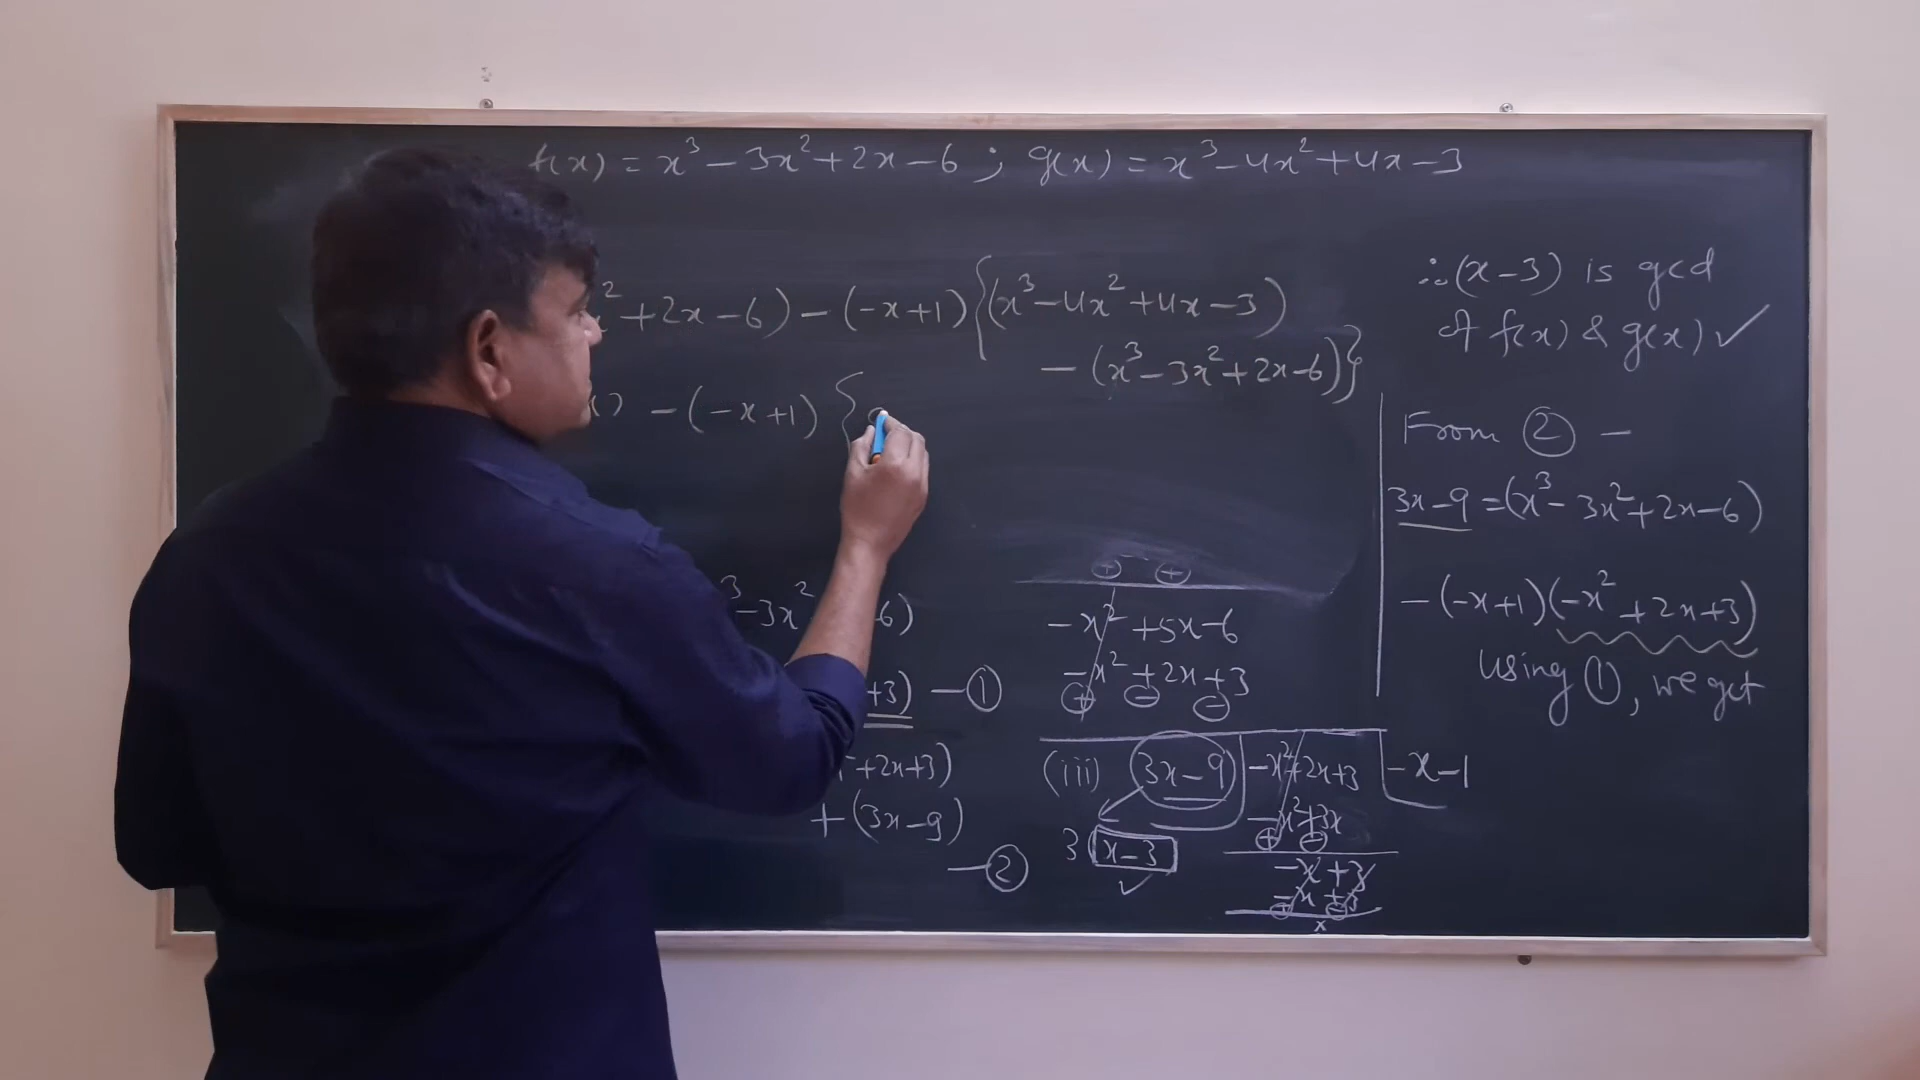 f(x) = x³ - 3x² + 2x - 6 ; g(x) = x³ - 4x² + 4x - 3
² + 2x - 6) - (-x+1) {(x³ - 4x² + 4x - 3)
- (x³ - 3x² + 2x - 6)}
) - (-x+1) {
³ - 3x² 6)
+3) — ①
+2x+3)
+ (3x-9)
— ②
⊕ ⊕
-x² + 5x - 6
-x² + 2x + 3
⊕ ⊖ ⊖
(iii) 3x-9 | -x²+2x+3 | -x-1
-x²+3x
⊕ ⊖
3(x-3) ✓
-x+3
-x+3
⊕ ⊖
x
∴ (x-3) is gcd
of f(x) & g(x) ✓
From ② -
3x-9 = (x³ - 3x² + 2x - 6)
- (-x+1)(-x² + 2x + 3)
using ①, we get